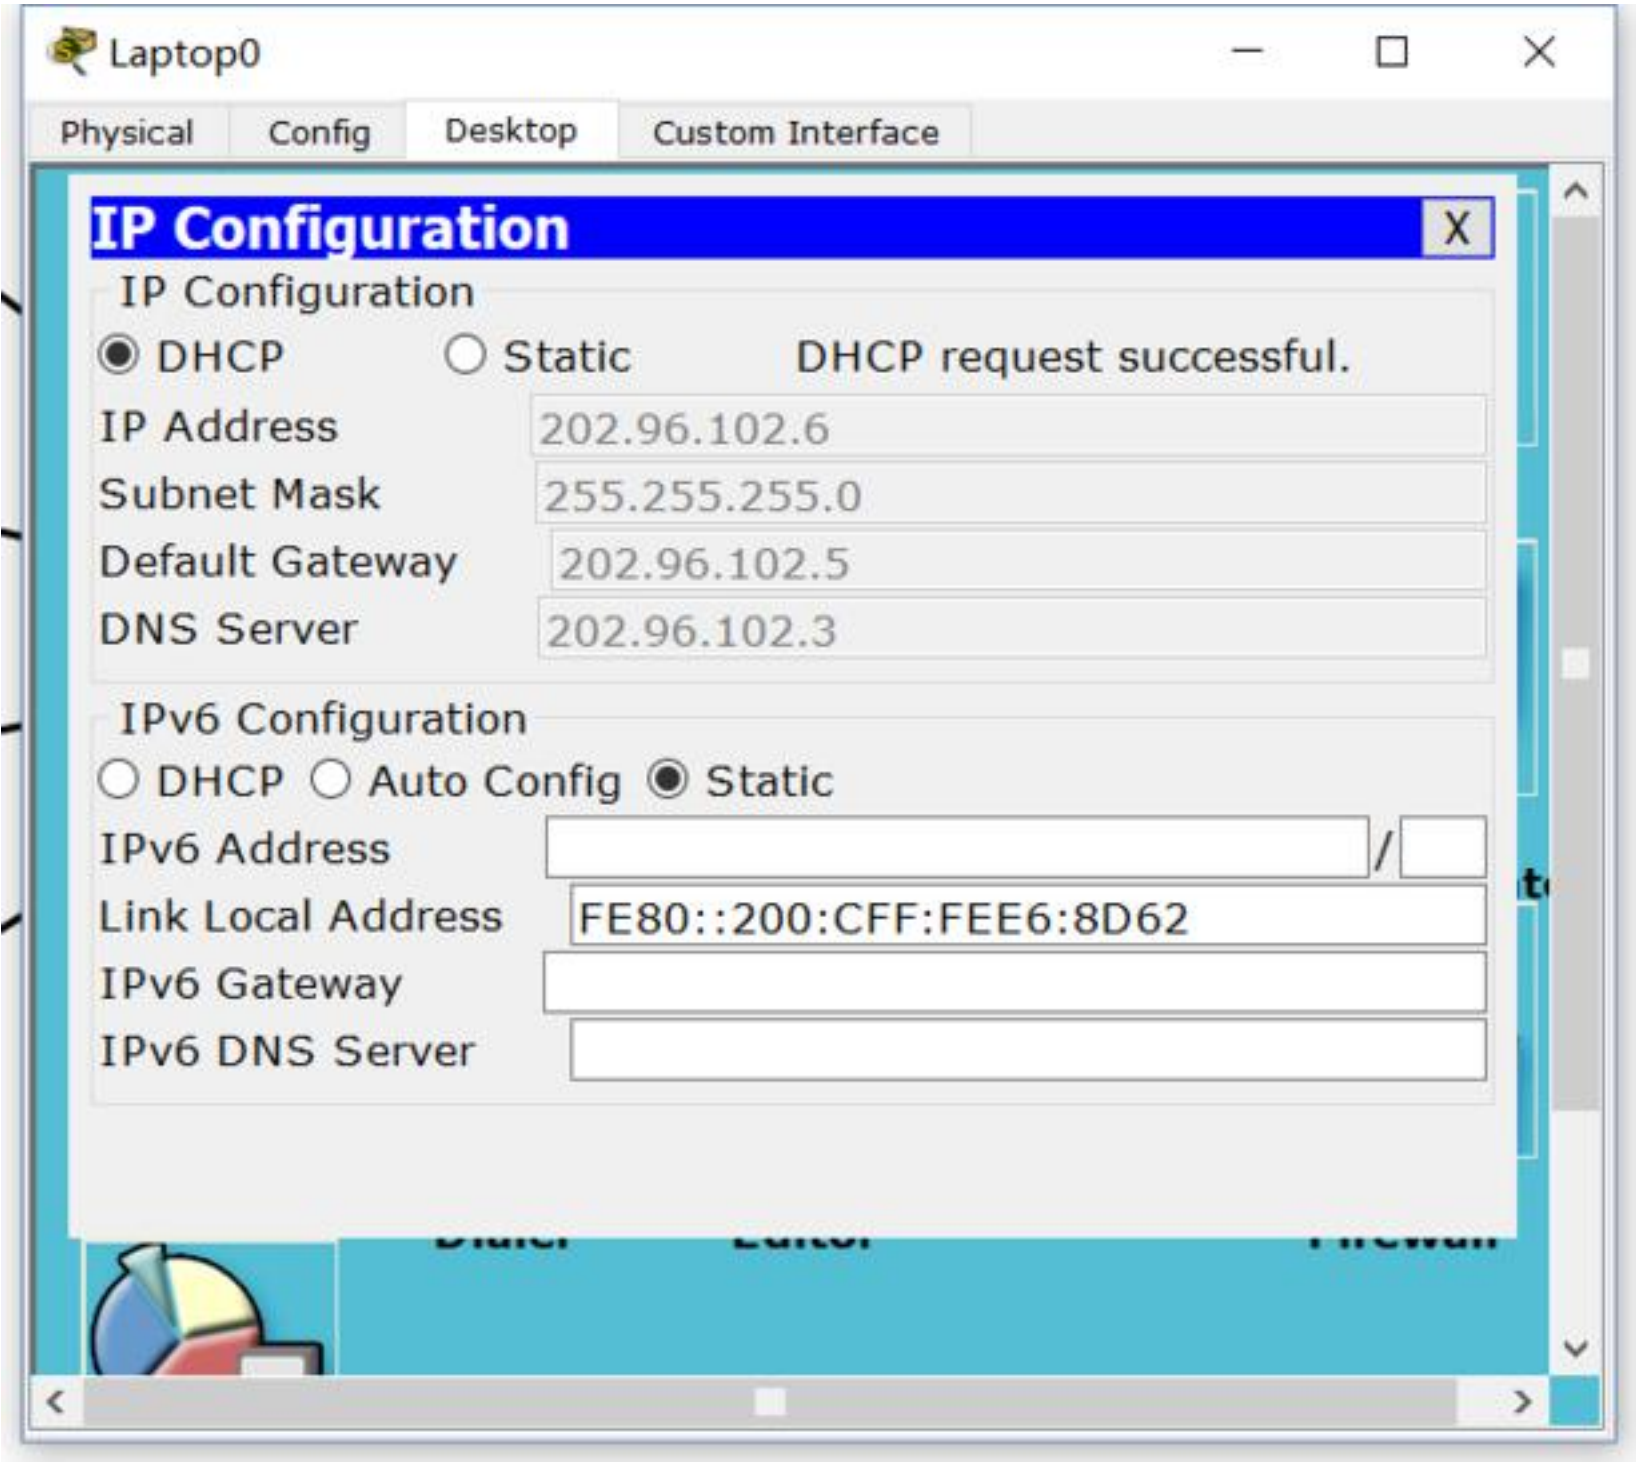 Laptop0
Physical Config Desktop Custom Interface
IP Configuration X
IP Configuration
DHCP Static DHCP request successful.
IP Address 202.96.102.6
Subnet Mask 255.255.255.0
Default Gateway 202.96.102.5
DNS Server 202.96.102.3
IPv6 Configuration
DHCP Auto Config Static
IPv6 Address /
Link Local Address FE80::200:CFF:FEE6:8D62
IPv6 Gateway
IPv6 DNS Server
Dialer Editor Firewall